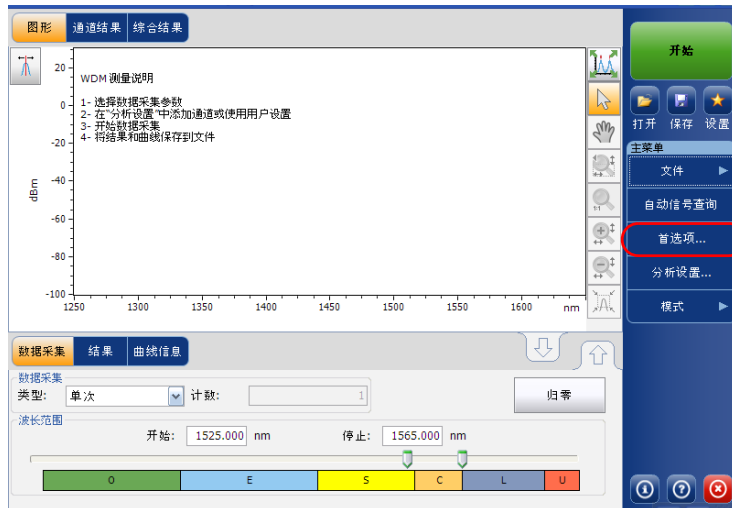 图形 通道结果 综合结果
WDM 测量说明
1- 选择数据采集参数
2- 在"分析设置"中添加通道或使用用户设置
3- 开始数据采集
4- 将结果和曲线保存到文件
dBm
20
0
-20
-40
-60
-80
-100
1250 1300 1350 1400 1450 1500 1550 1600 nm
1:1
数据采集 结果 曲线信息
数据采集
类型: 单次 计数: 1 归零
波长范围
开始: 1525.000 nm 停止: 1565.000 nm
O E S C L U
开始
打开 保存 设置
主菜单
文件
自动信号查询
首选项...
分析设置...
模式